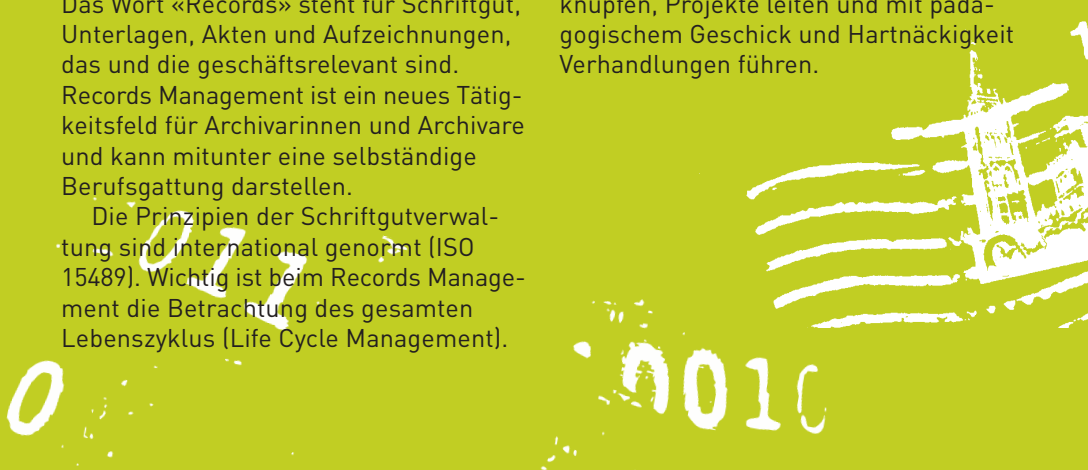 Das Wort «Records» steht für Schriftgut,
Unterlagen, Akten und Aufzeichnungen,
das und die geschäftsrelevant sind.
Records Management ist ein neues Tätig-
keitsfeld für Archivarinnen und Archivare
und kann mitunter eine selbständige
Berufsgattung darstellen.
Die Prinzipien der Schriftgutverwal-
tung sind international genormt (ISO
15489). Wichtig ist beim Records Manage-
ment die Betrachtung des gesamten
Lebenszyklus (Life Cycle Management).
knüpfen, Projekte leiten und mit päda-
gogischem Geschick und Hartnäckigkeit
Verhandlungen führen.
011
0
0010